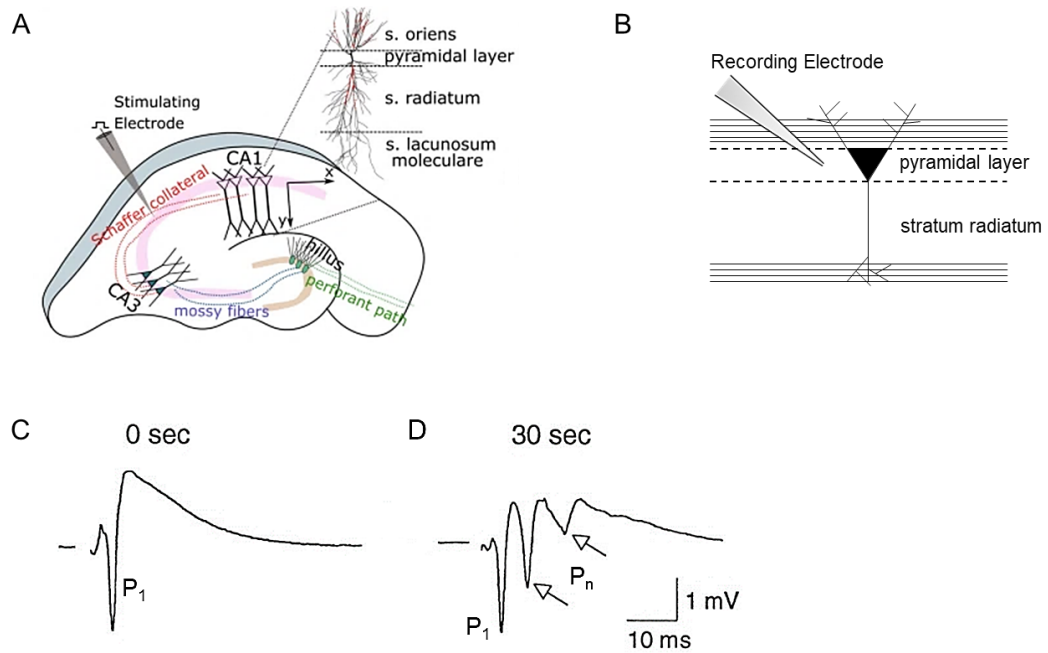 A
s. oriens
pyramidal layer
s. radiatum
s. lacunosum
moleculare
Stimulating
Electrode
CA1
x
y
Schaffer collateral
CA3
hillus
mossy fibers
perforant path
B
Recording Electrode
pyramidal layer
stratum radiatum
C
0 sec
P1
D
30 sec
Pn
P1
1 mV
10 ms